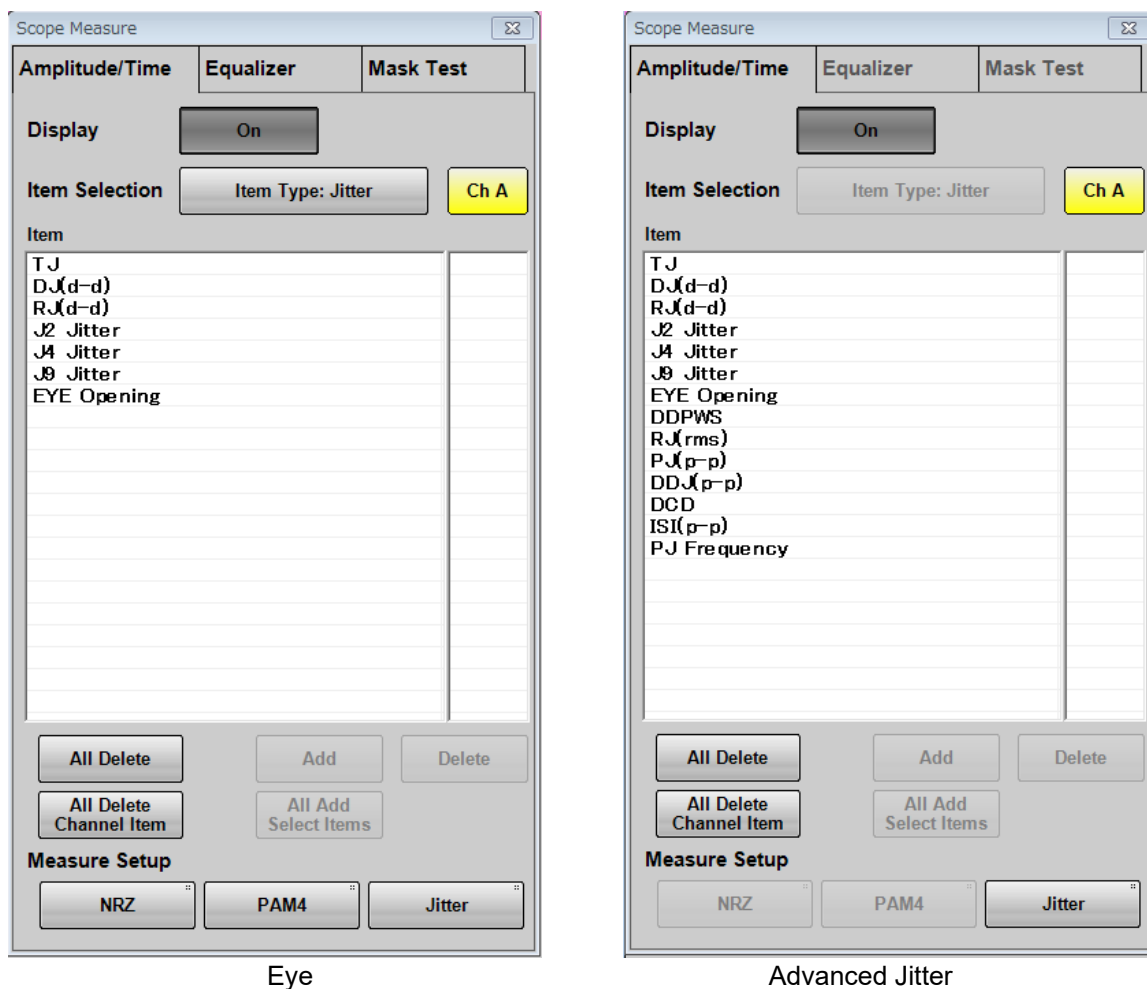 Scope Measure
Amplitude/Time Equalizer Mask Test
Display On
Item Selection Item Type: Jitter Ch A
Item
TJ
DJ(d-d)
RJ(d-d)
J2 Jitter
J4 Jitter
J9 Jitter
EYE Opening
All Delete Add Delete
All Delete Channel Item All Add Select Items
Measure Setup
NRZ PAM4 Jitter
Eye
Scope Measure
Amplitude/Time Equalizer Mask Test
Display On
Item Selection Item Type: Jitter Ch A
Item
TJ
DJ(d-d)
RJ(d-d)
J2 Jitter
J4 Jitter
J9 Jitter
EYE Opening
DDPWS
RJ(rms)
PJ(p-p)
DDJ(p-p)
DCD
ISI(p-p)
PJ Frequency
All Delete Add Delete
All Delete Channel Item All Add Select Items
Measure Setup
NRZ PAM4 Jitter
Advanced Jitter